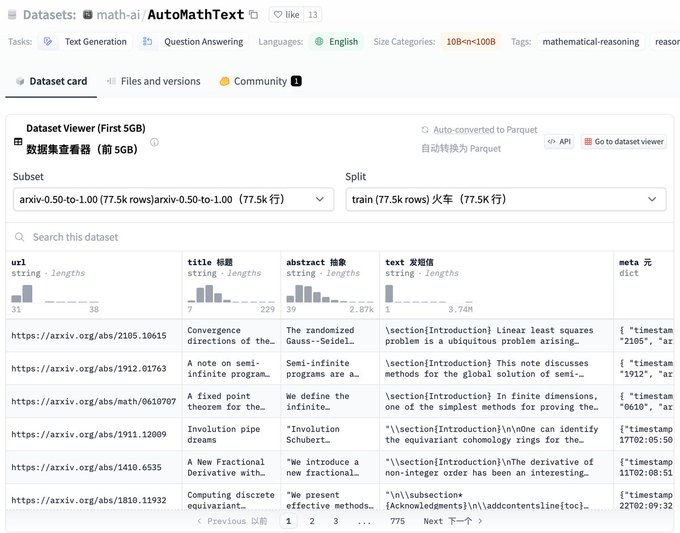 Datasets: math-ai/AutoMathText like 13
Tasks: Text Generation Question Answering Languages: English Size Categories: 10B<n<100B Tags: mathematical-reasoning reasor
Dataset card Files and versions Community 1
Dataset Viewer (First 5GB)
数据集查看器（前 5GB）
Auto-converted to Parquet
自动转换为 Parquet
</> API
Go to dataset viewer
Subset
arxiv-0.50-to-1.00 (77.5k rows)arxiv-0.50-to-1.00（77.5k 行）
Split
train (77.5k rows) 火车（77.5K 行）
Search this dataset
url title 标题 abstract 抽象 text 发短信 meta 元
string · lengths string · lengths string · lengths string · lengths dict
31 38 7 229 39 2.87k 1 3.74M
https://arxiv.org/abs/2105.10615
Convergence
directions of the…
The randomized
Gauss--Seidel…
\section{Introduction} Linear least squares
problem is a ubiquitous problem arising…
{ "timestam
"2105", "ar
https://arxiv.org/abs/1912.01763
A note on semi-
infinite program…
Semi-infinite
programs are a…
\section{Introduction} This note discusses
methods for the global solution of semi-…
{ "timestam
"1912", "ar
https://arxiv.org/abs/math/0610707
A fixed point
theorem for the…
We define the
infinite…
\section{Introduction} In finite dimensions,
one of the simplest methods for proving the…
{ "timestam
"0610", "ar
https://arxiv.org/abs/1911.12009
Involution pipe
dreams
"Involution
Schubert…
"\\section{Introduction}\n\nOne can identify
the equivariant cohomology rings for the…
{"timestamp
17T02:05:50
https://arxiv.org/abs/1410.6535
A New Fractional
Derivative with…
"We introduce a
new fractional…
"\\section{Introduction}\nThe derivative of
non-integer order has been an interesting…
{"timestamp
11T02:08:51
https://arxiv.org/abs/1810.11932
Computing discrete
equivariant…
"We present
effective methods…
"\n\\subsection*
{Acknowledgments}\n\\addcontentsline{toc}…
{"timestamp
22T02:09:32
< Previous 以前 1 2 3 ... 775 Next 下一个 >